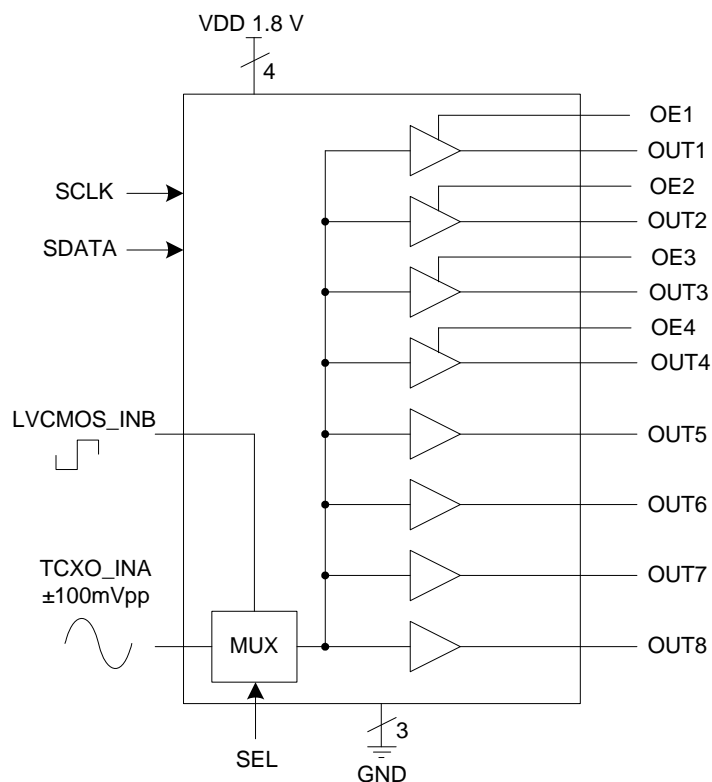 VDD 1.8 V
4
OE1
OUT1
SCLK
OE2
OUT2
SDATA
OE3
OUT3
OE4
OUT4
LVCMOS_INB
OUT5
OUT6
TCXO_INA
±100mVpp
OUT7
MUX
OUT8
SEL
3
GND